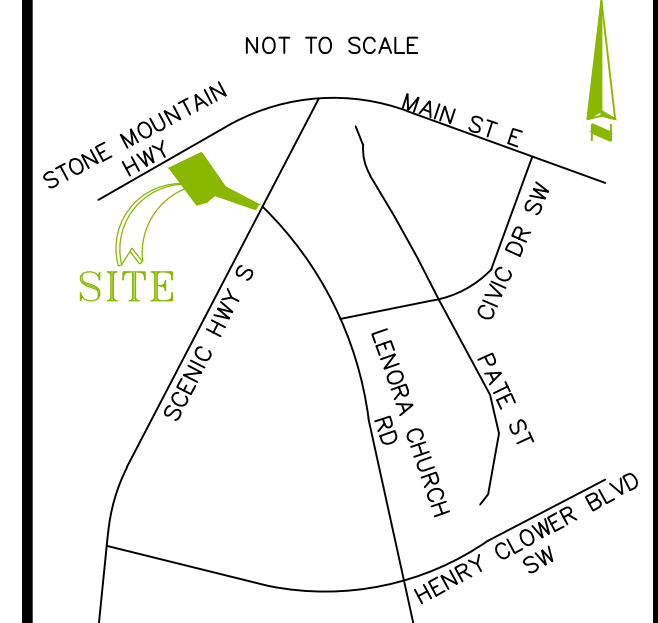 NOT TO SCALE
STONE MOUNTAIN
HWY
MAIN ST E
N
SITE
SCENIC HWY S
CIVIC DR SW
LENORA CHURCH
RD
PATE ST
HENRY CLOWER BLVD
SW